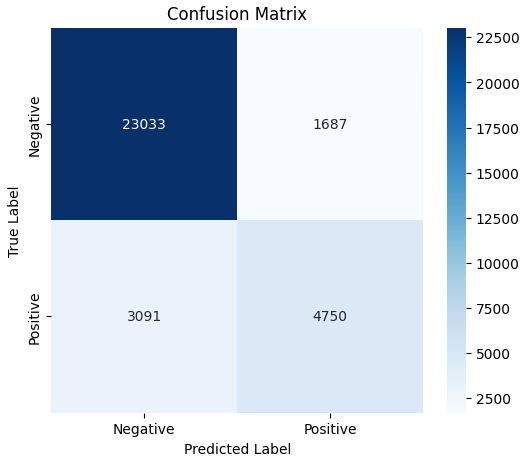 Confusion Matrix
True Label
Negative
23033
1687
Positive
3091
4750
Negative
Positive
Predicted Label
22500
20000
17500
15000
12500
10000
7500
5000
2500